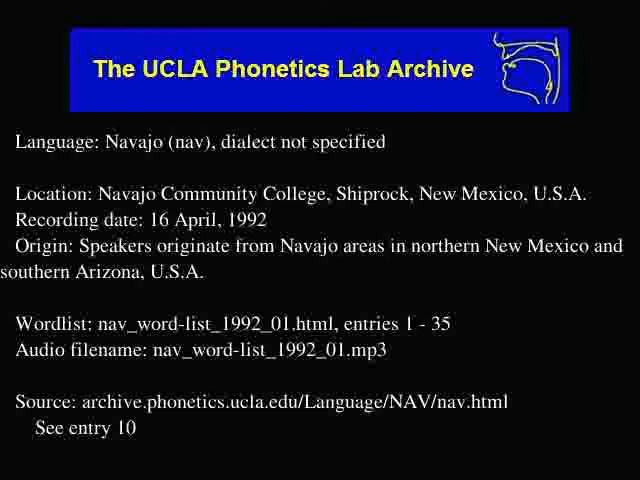 The UCLA Phonetics Lab Archive
Language: Navajo (nav), dialect not specified
Location: Navajo Community College, Shiprock, New Mexico, U.S.A.
Recording date: 16 April, 1992
Origin: Speakers originate from Navajo areas in northern New Mexico and
southern Arizona, U.S.A.
Wordlist: nav_word-list_1992_01.html, entries 1 - 35
Audio filename: nav_word-list_1992_01.mp3
Source: archive.phonetics.ucla.edu/Language/NAV/nav.html
See entry 10